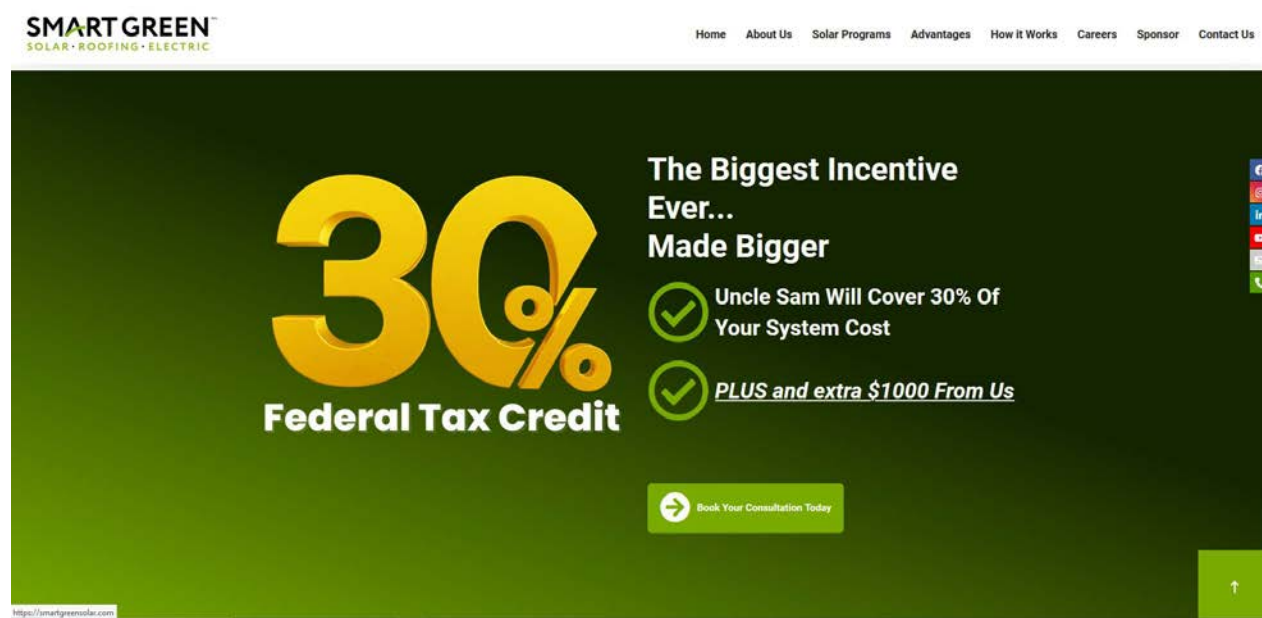 SMART GREEN
SOLAR · ROOFING · ELECTRIC
Home About Us Solar Programs Advantages How it Works Careers Sponsor Contact Us
30%
Federal Tax Credit
The Biggest Incentive
Ever...
Made Bigger
Uncle Sam Will Cover 30% Of
Your System Cost
PLUS and extra $1000 From Us
Book Your Consultation Today
https://smartgreensolar.com